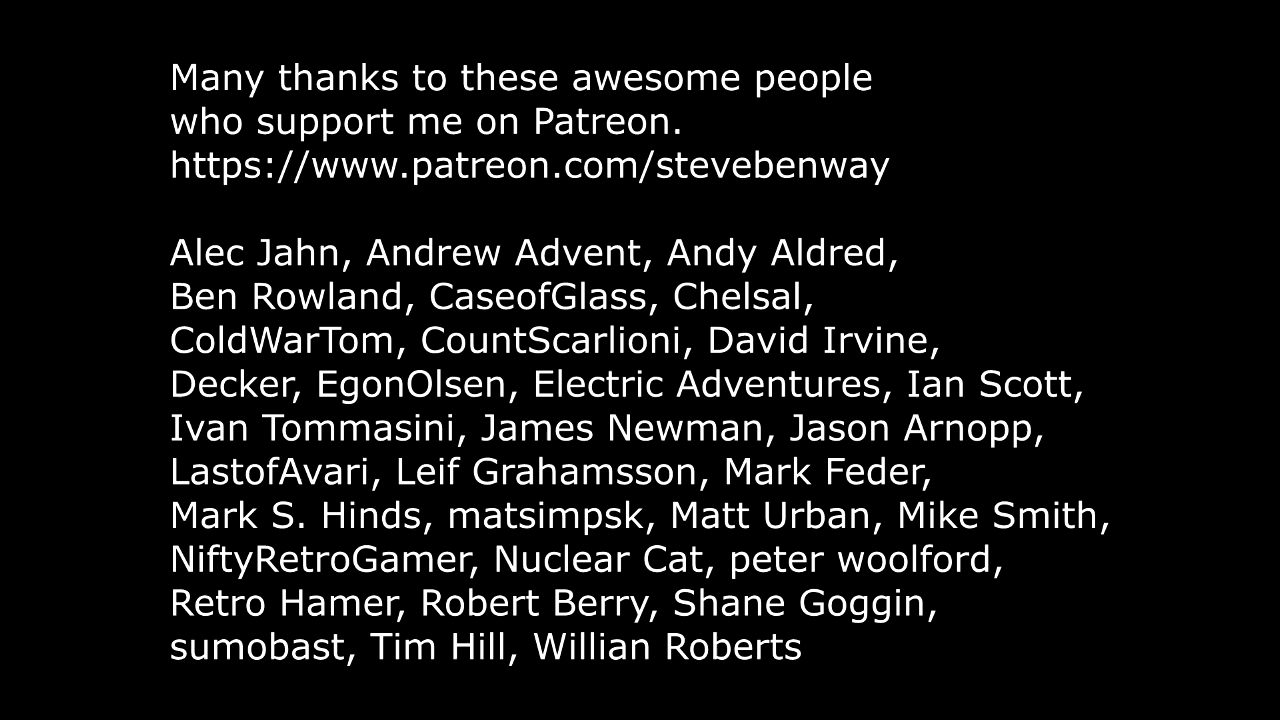 Many thanks to these awesome people
who support me on Patreon.
https://www.patreon.com/stevebenway
Alec Jahn, Andrew Advent, Andy Aldred,
Ben Rowland, CaseofGlass, Chelsal,
ColdWarTom, CountScarlioni, David Irvine,
Decker, EgonOlsen, Electric Adventures, Ian Scott,
Ivan Tommasini, James Newman, Jason Arnopp,
LastofAvari, Leif Grahamsson, Mark Feder,
Mark S. Hinds, matsimpsk, Matt Urban, Mike Smith,
NiftyRetroGamer, Nuclear Cat, peter woolford,
Retro Hamer, Robert Berry, Shane Goggin,
sumobast, Tim Hill, Willian Roberts